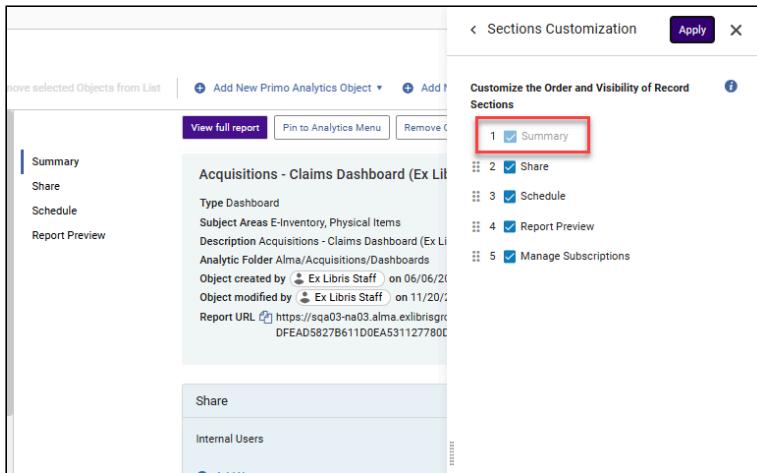 Sections Customization
Apply
move selected Objects from List
Add New Primo Analytics Object
Add
View full report
Pin to Analytics Menu
Remove
Summary
Share
Schedule
Report Preview
Acquisitions - Claims Dashboard (Ex Li
Type Dashboard
Subject Areas E-Inventory, Physical Items
Description Acquisitions - Claims Dashboard (Ex Li
Analytic Folder Alma/Acquisitions/Dashboards
Object created by Ex Libris Staff on 06/06/20
Object modified by Ex Libris Staff on 11/20/2
Report URL https://sqa03-na03.alma.exlibrisgro
DFEAD5827B611D0EA531127780D
Share
Internal Users
Customize the Order and Visibility of Record
Sections
1 Summary
2 Share
3 Schedule
4 Report Preview
5 Manage Subscriptions